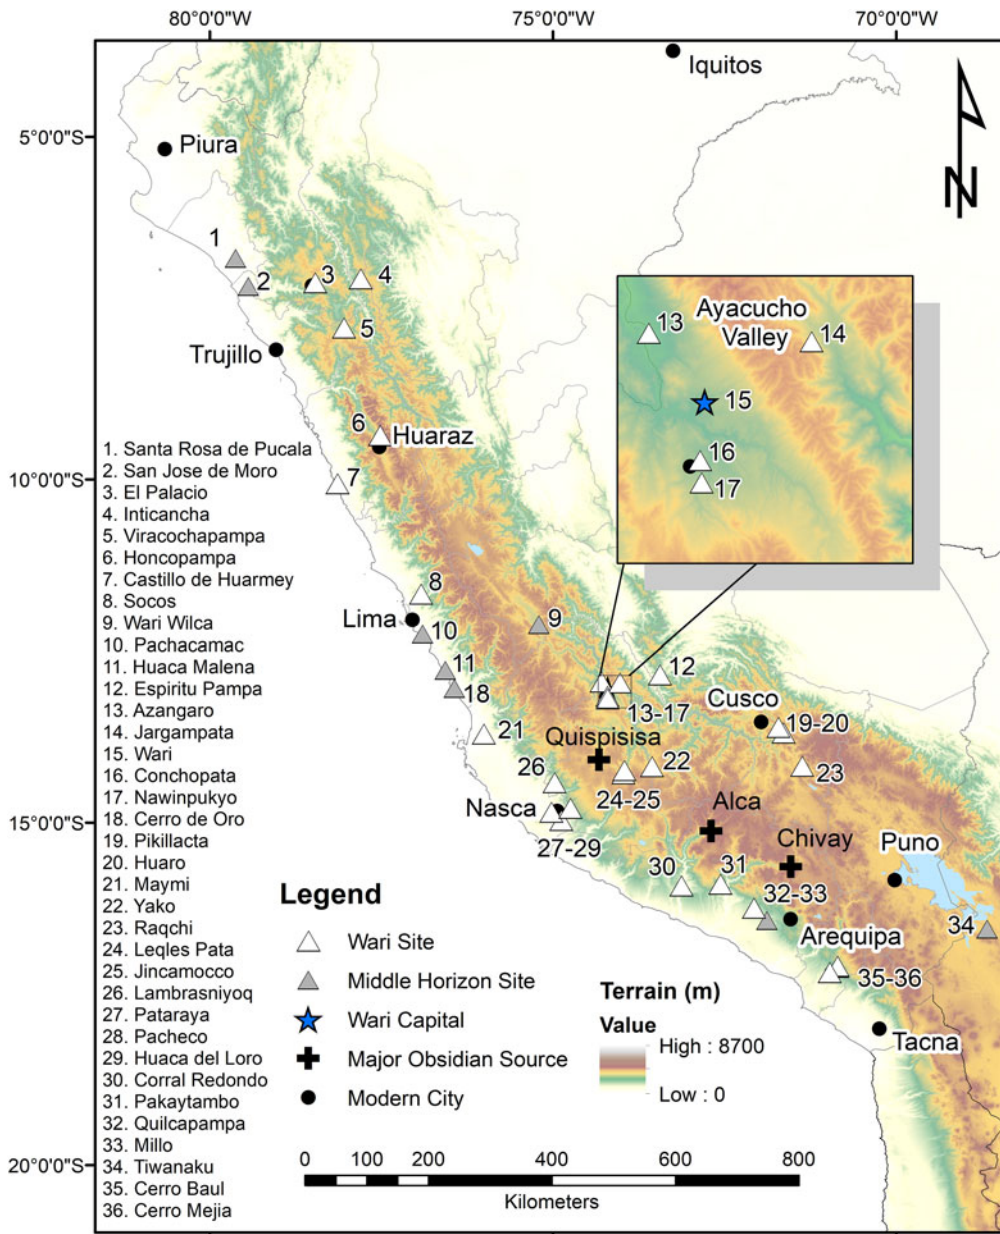 80°0'0"W
75°0'0"W
70°0'0"W
Iquitos
5°0'0"S
Piura
N
1
2
3
4
5
Trujillo
Ayacucho
Valley
13
14
15
16
17
6
Huaraz
7
10°0'0"S
8
Lima
9
10
11
18
12
13-17
Cusco
19-20
21
Quispisisa
22
23
26
24-25
Nasca
Alca
15°0'0"S
27-29
Chivay
Puno
30
31
32-33
34
Arequipa
35-36
Tacna
20°0'0"S
1. Santa Rosa de Pucala
2. San Jose de Moro
3. El Palacio
4. Inticancha
5. Viracochapampa
6. Honcopampa
7. Castillo de Huarmey
8. Socos
9. Wari Wilca
10. Pachacamac
11. Huaca Malena
12. Espiritu Pampa
13. Azangaro
14. Jargampata
15. Wari
16. Conchopata
17. Nawinpukyo
18. Cerro de Oro
19. Pikillacta
20. Huaro
21. Maymi
22. Yako
23. Raqchi
24. Leqles Pata
25. Jincamocco
26. Lambrasniyoq
27. Pataraya
28. Pacheco
29. Huaca del Loro
30. Corral Redondo
31. Pakaytambo
32. Quilcapampa
33. Millo
34. Tiwanaku
35. Cerro Baul
36. Cerro Mejia
Legend
Wari Site
Middle Horizon Site
Wari Capital
Major Obsidian Source
Modern City
Terrain (m)
Value
High : 8700
Low : 0
0 100 200 400 600 800
Kilometers